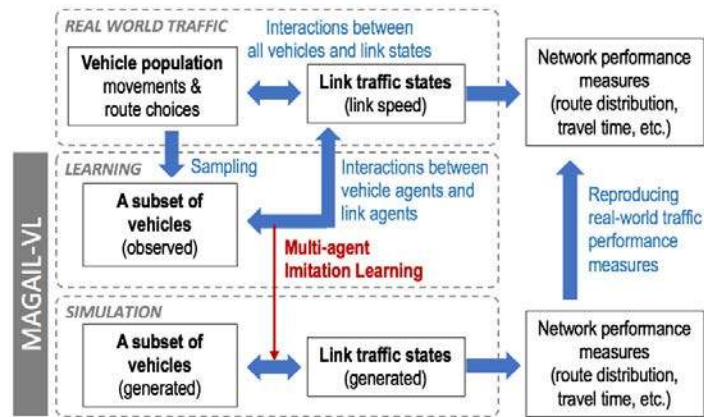 REAL WORLD TRAFFIC
Interactions between
all vehicles and link states
Vehicle population
movements &
route choices
Link traffic states
(link speed)
Network performance
measures
(route distribution,
travel time, etc.)
Sampling
LEARNING
A subset of
vehicles
(observed)
Interactions between
vehicle agents and
link agents
Multi-agent
Imitation Learning
Reproducing
real-world traffic
performance
measures
MAGAIL-VL
SIMULATION
A subset of
vehicles
(generated)
Link traffic states
(generated)
Network performance
measures
(route distribution,
travel time, etc.)